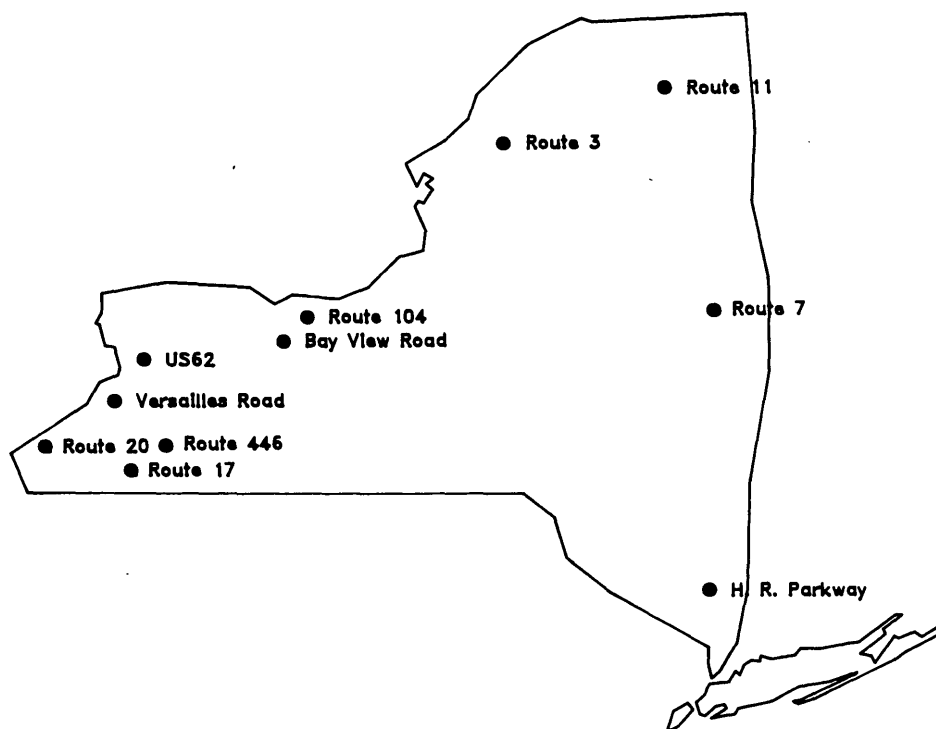 Route 11
Route 3
Route 7
Route 104
Bay View Road
US62
Versailles Road
Route 20
Route 446
Route 17
H. R. Parkway